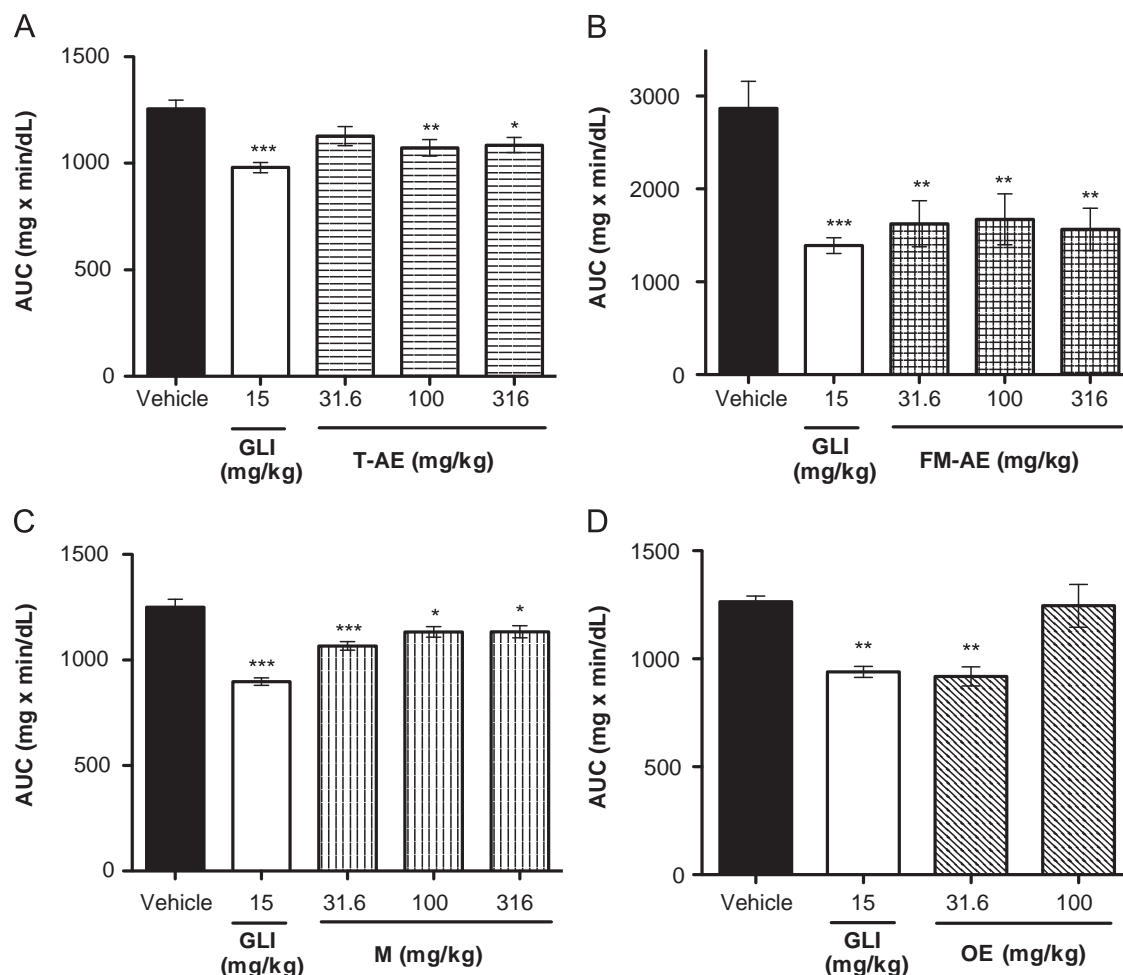 A
AUC (mg x min/dL)
1500
1000
500
0
***
**
*
Vehicle 15 31.6 100 316
GLI
(mg/kg)
T-AE (mg/kg)
B
AUC (mg x min/dL)
3000
2000
1000
0
***
**
**
**
Vehicle 15 31.6 100 316
GLI
(mg/kg)
FM-AE (mg/kg)
C
AUC (mg x min/dL)
1500
1000
500
0
***
***
*
*
Vehicle 15 31.6 100 316
GLI
(mg/kg)
M (mg/kg)
D
AUC (mg x min/dL)
1500
1000
500
0
**
**
Vehicle 15 31.6 100
GLI
(mg/kg)
OE (mg/kg)